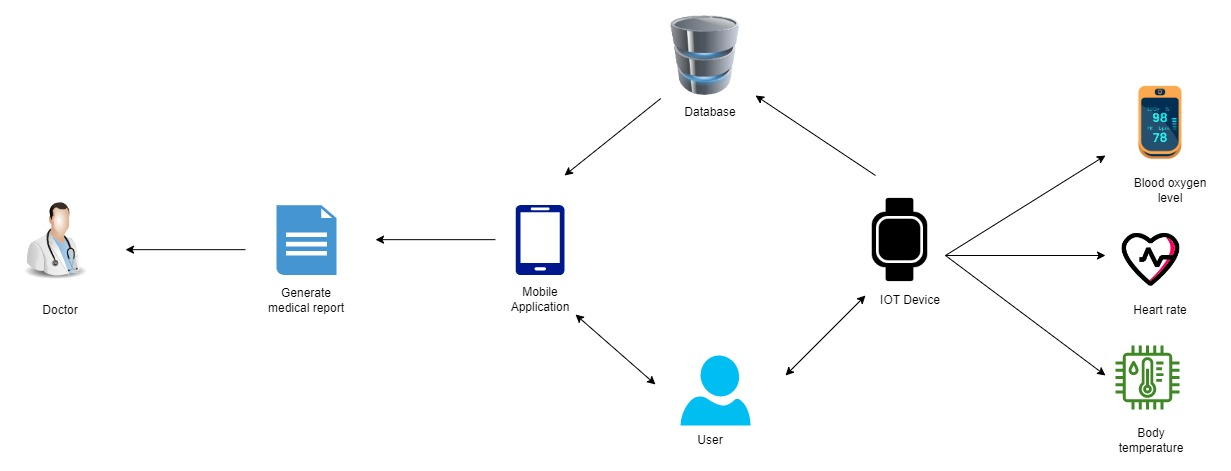 Database
98
78
Blood oxygen
level
Doctor
Generate
medical report
Mobile
Application
IOT Device
Heart rate
User
Body
temperature